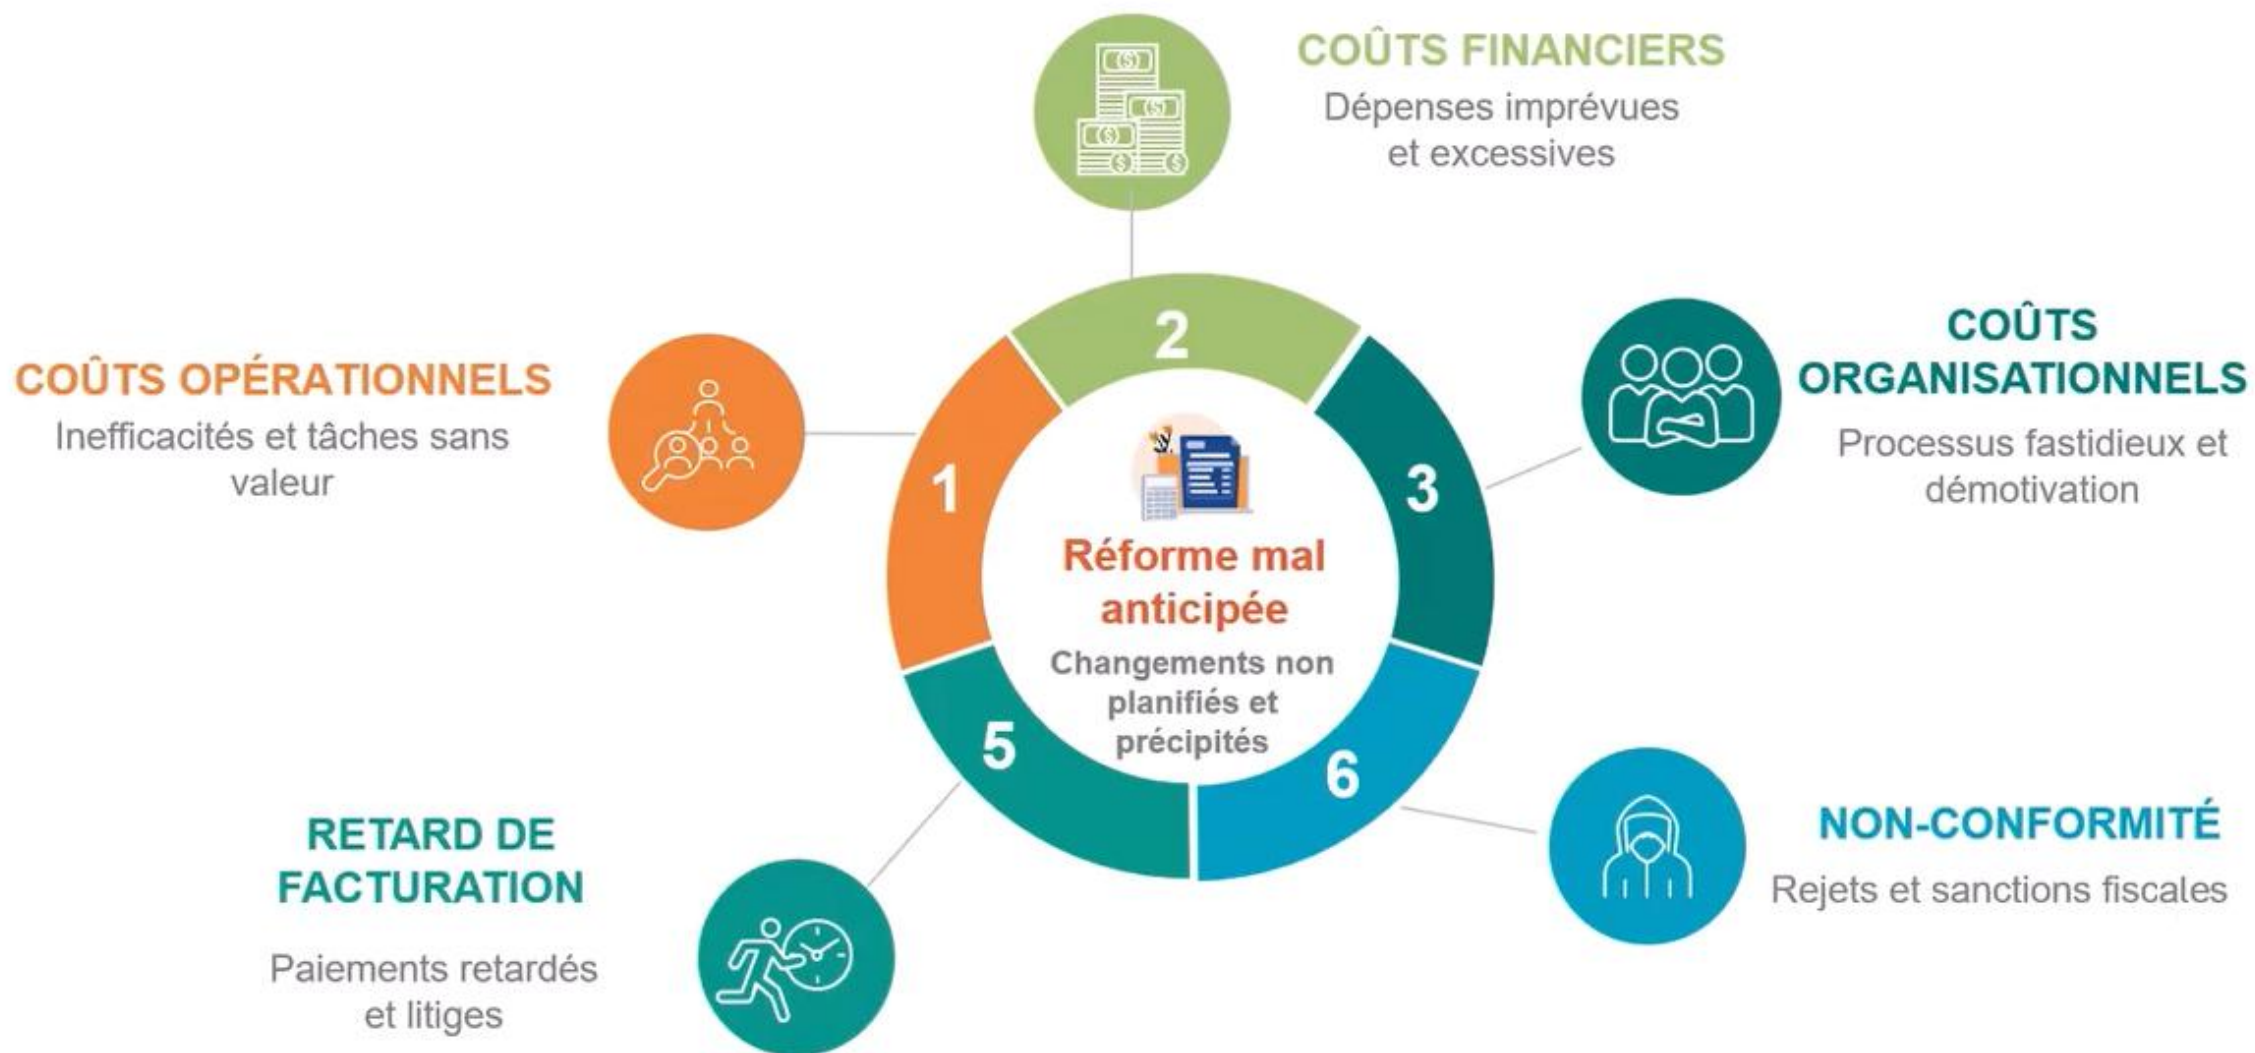 COÛTS FINANCIERS
Dépenses imprévues
et excessives
COÛTS OPÉRATIONNELS
Inefficacités et tâches sans
valeur
COÛTS
ORGANISATIONNELS
Processus fastidieux et
démotivation
1
2
3
5
6
Réforme mal
anticipée
Changements non
planifiés et
précipités
RETARD DE
FACTURATION
Paiements retardés
et litiges
NON-CONFORMITÉ
Rejets et sanctions fiscales